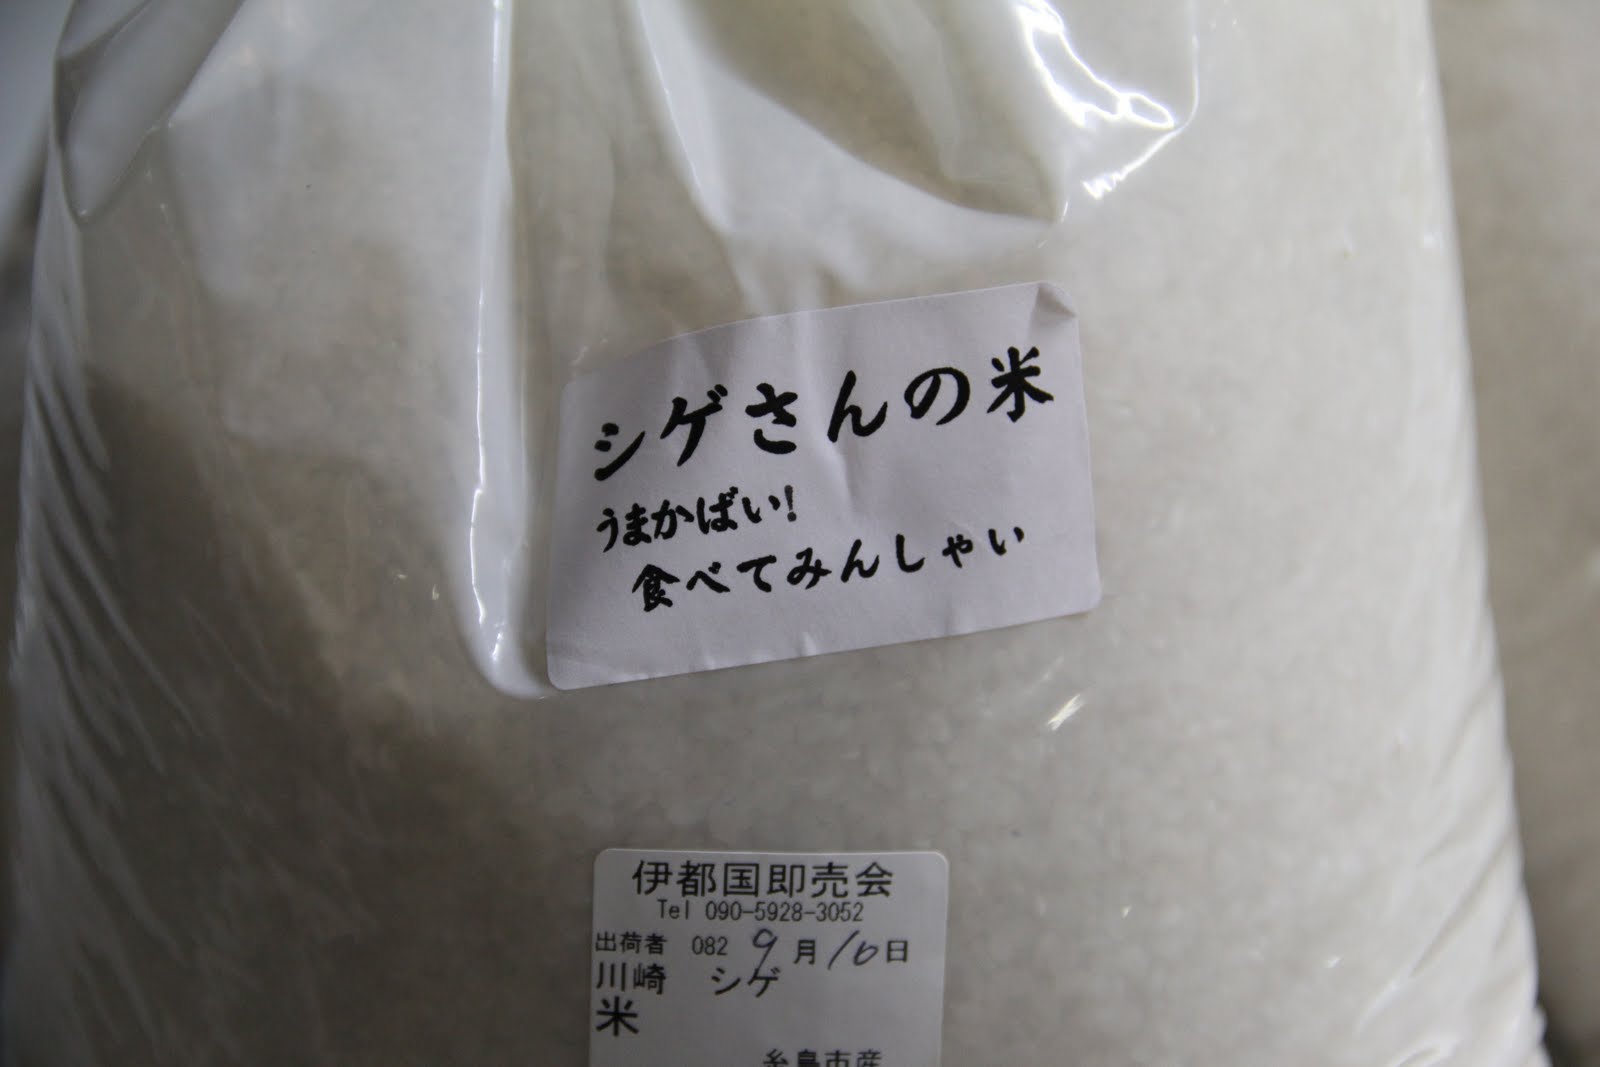 シゲさんの米
うまかばい!
食べてみんしゃい
伊都国即売会
Tel 090-5928-3052
出荷者 082 9月10日
川崎 シゲ
米
糸島市産